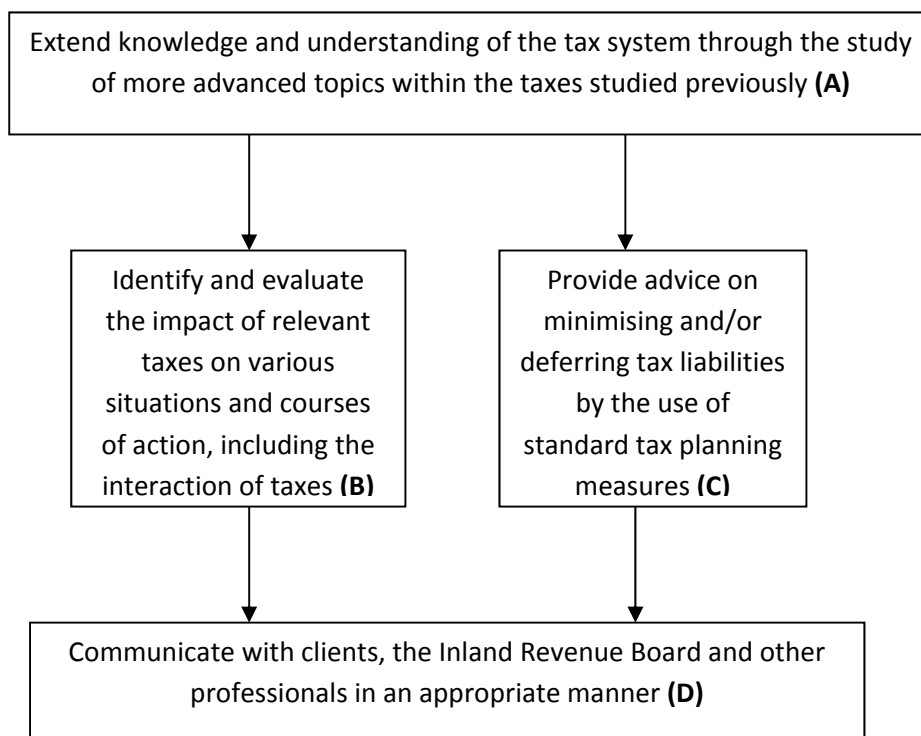 Extend knowledge and understanding of the tax system through the study
of more advanced topics within the taxes studied previously (A)
Identify and evaluate
the impact of relevant
taxes on various
situations and courses
of action, including the
interaction of taxes (B)
Provide advice on
minimising and/or
deferring tax liabilities
by the use of
standard tax planning
measures (C)
Communicate with clients, the Inland Revenue Board and other
professionals in an appropriate manner (D)